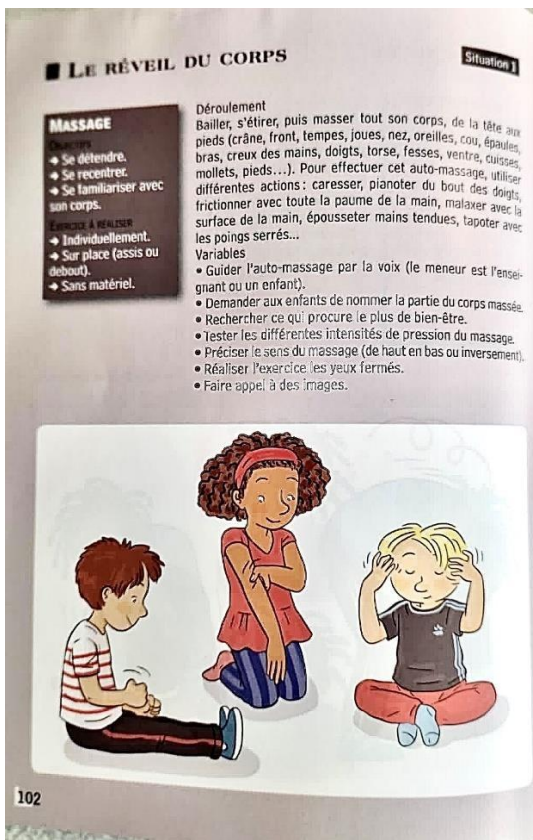 LE RÉVEIL DU CORPS
Situation 1
MASSAGE
OBJECTIFS
→ Se détendre.
→ Se recentrer.
→ Se familiariser avec
son corps.
EXERCICE À RÉALISER
→ Individuellement.
→ Sur place (assis ou
debout).
→ Sans matériel.
Déroulement
Bailler, s'étirer, puis masser tout son corps, de la tête aux
pieds (crâne, front, tempes, joues, nez, oreilles, cou, épaules,
bras, creux des mains, doigts, torse, fesses, ventre, cuisses,
mollets, pieds...). Pour effectuer cet auto-massage, utiliser
différentes actions : caresser, pianoter du bout des doigts,
frictionner avec toute la paume de la main, malaxer avec la
surface de la main, épousseter mains tendues, tapoter avec
les poings serrés...
Variables
• Guider l'auto-massage par la voix (le meneur est l'ensei-
gnant ou un enfant).
• Demander aux enfants de nommer la partie du corps massée.
• Rechercher ce qui procure le plus de bien-être.
• Tester les différentes intensités de pression du massage.
• Préciser le sens du massage (de haut en bas ou inversement).
• Réaliser l'exercice les yeux fermés.
• Faire appel à des images.
102